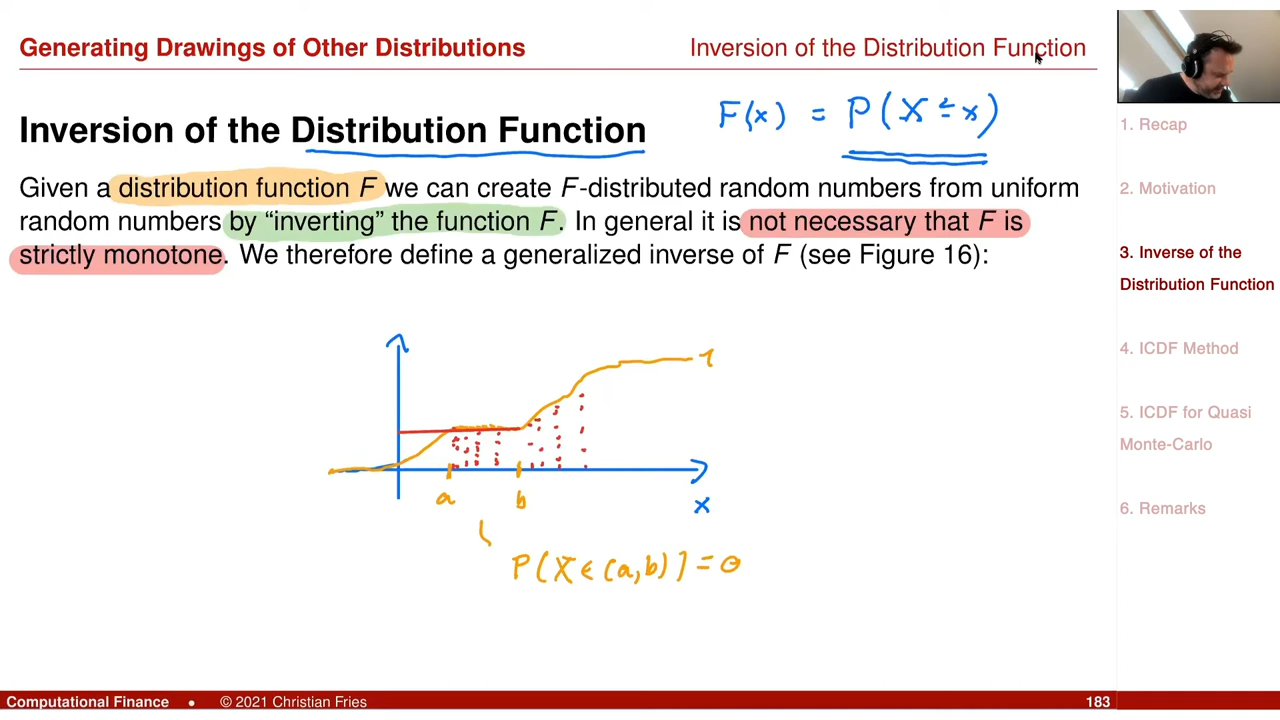 Generating Drawings of Other Distributions
Inversion of the Distribution Function
Inversion of the Distribution Function
F(x) = P(X ≤ x)
Given a distribution function F we can create F-distributed random numbers from uniform
random numbers by “inverting” the function F. In general it is not necessary that F is
strictly monotone. We therefore define a generalized inverse of F (see Figure 16):
1
a
b
x
P(X ∈ (a,b)) = 0
1. Recap
2. Motivation
3. Inverse of the
Distribution Function
4. ICDF Method
5. ICDF for Quasi
Monte-Carlo
6. Remarks
Computational Finance • © 2021 Christian Fries
183